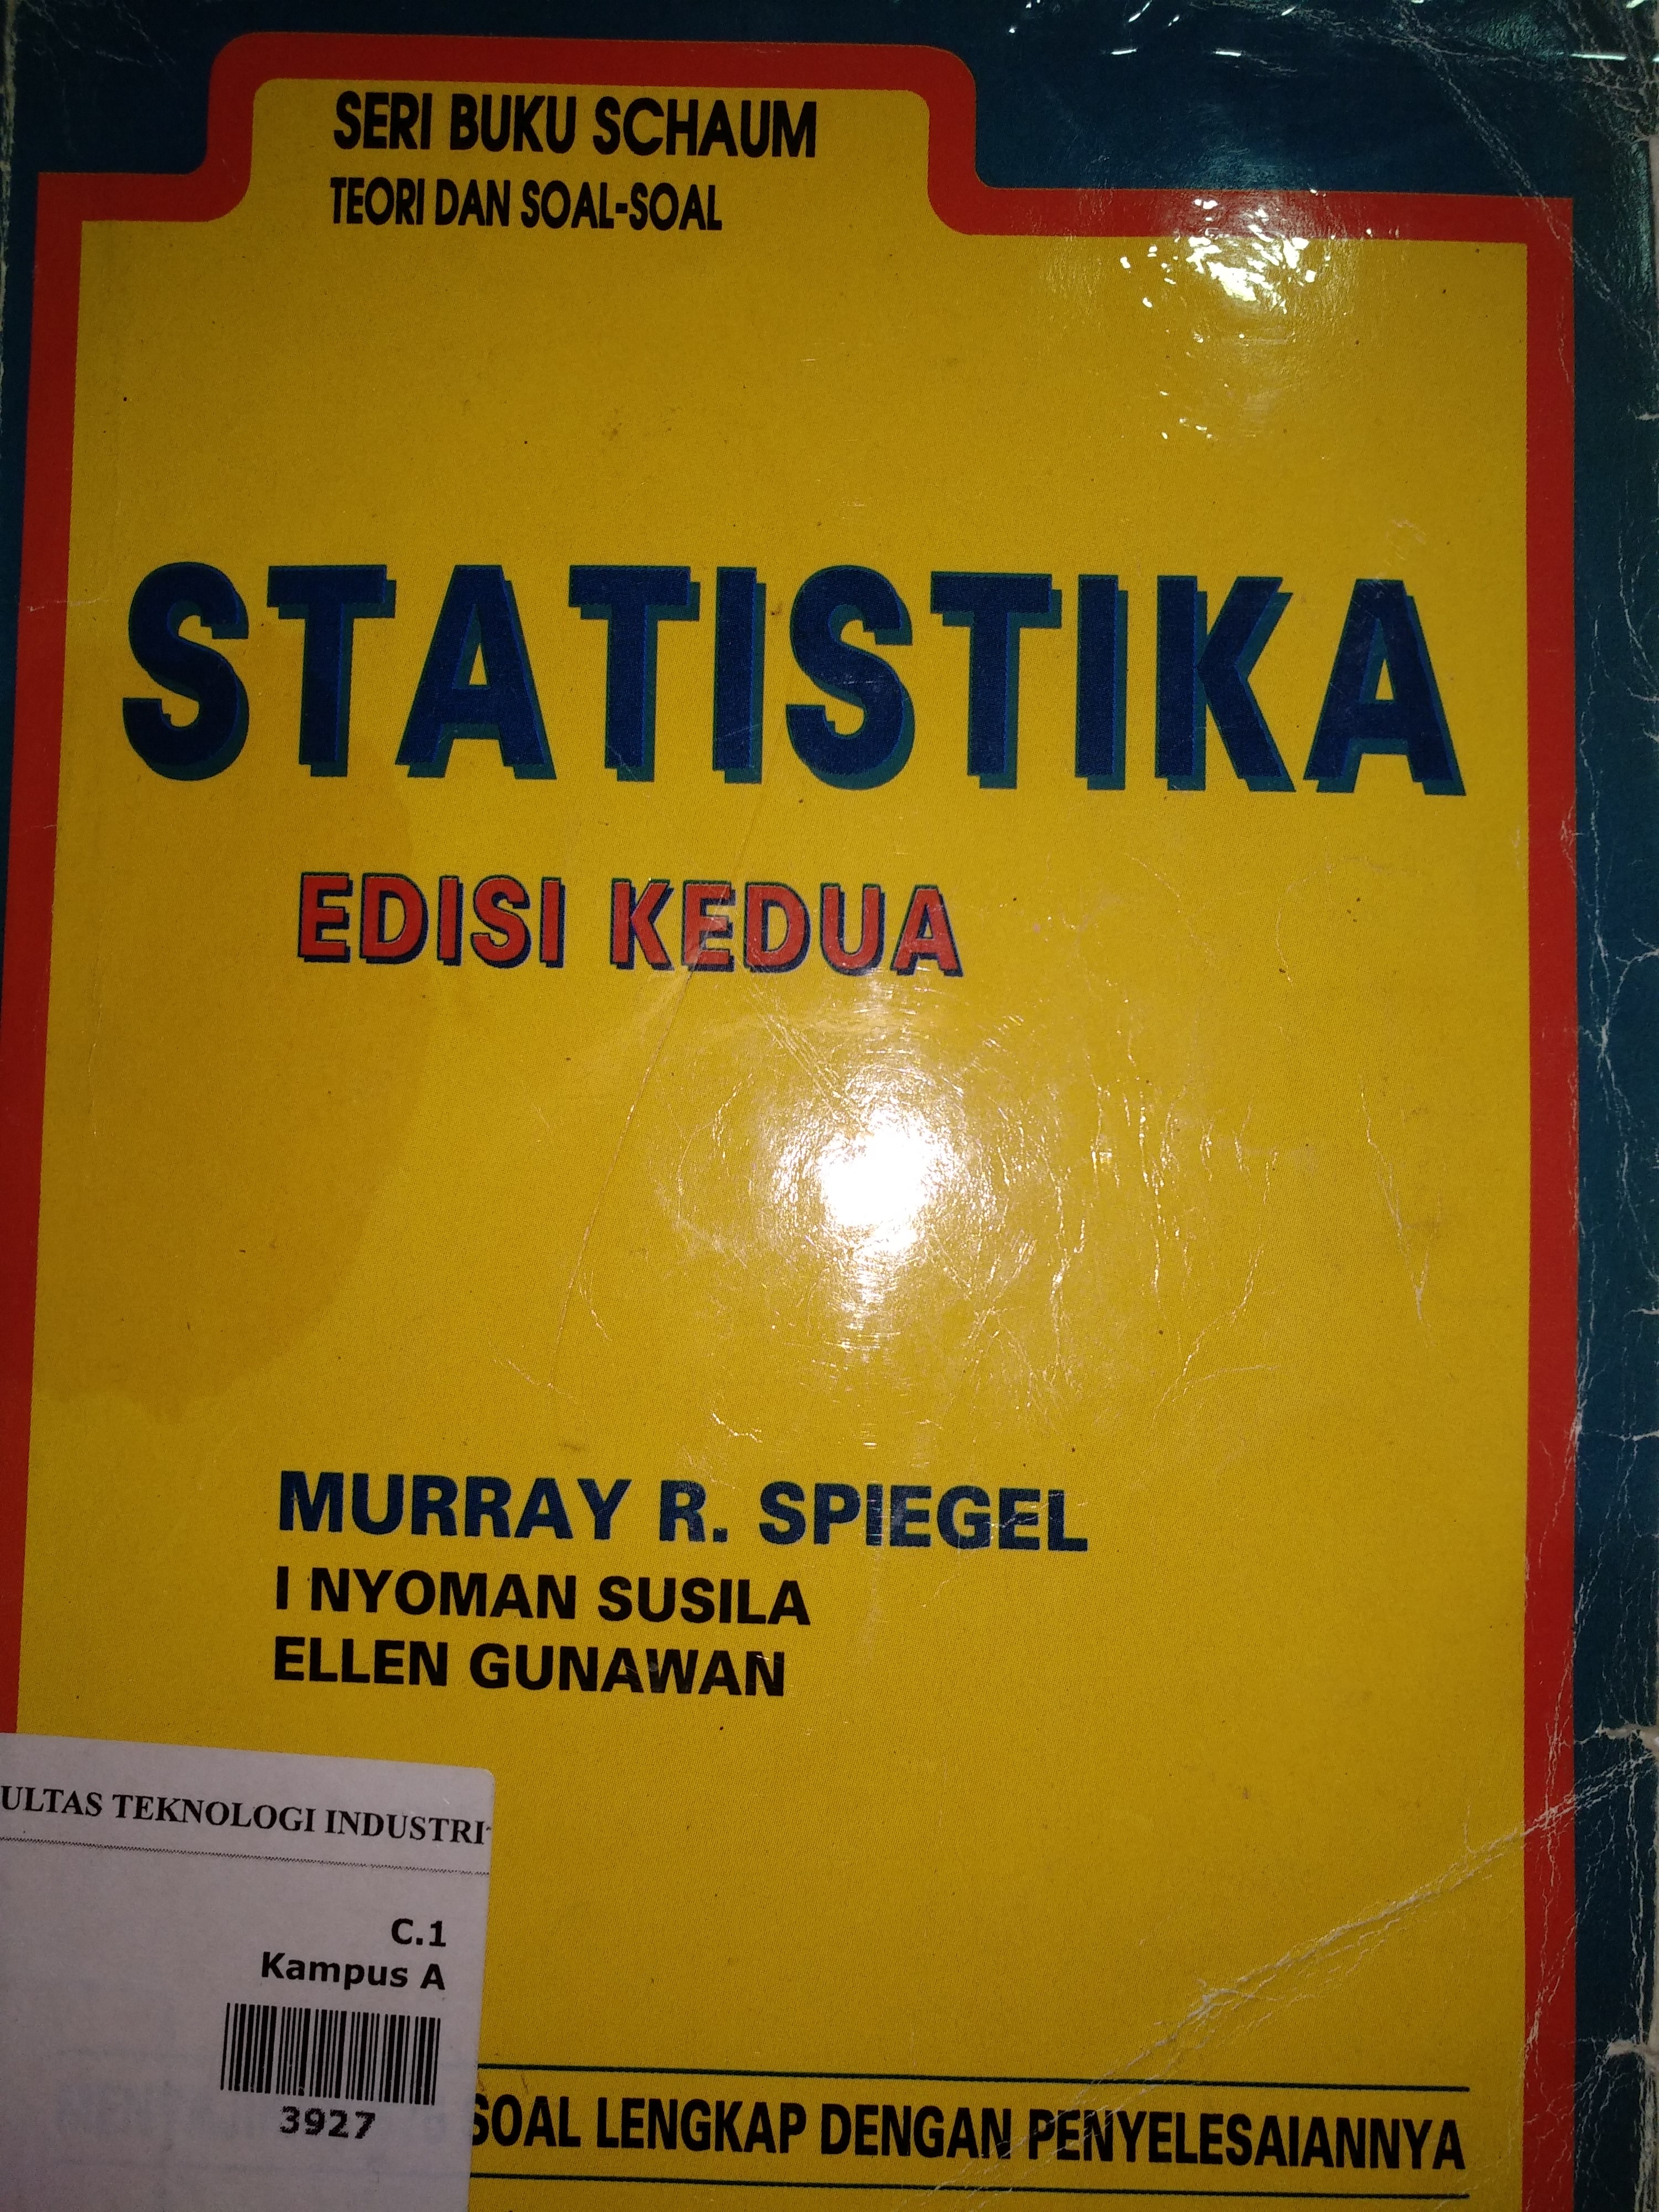 SERI BUKU SCHAUM
TEORI DAN SOAL-SOAL
STATISTIKA
EDISI KEDUA
MURRAY R. SPIEGEL
I NYOMAN SUSILA
ELLEN GUNAWAN
ULTAS TEKNOLOGI INDUSTRI
C.1
Kampus A
3927
SOAL LENGKAP DENGAN PENYELESAIANNYA